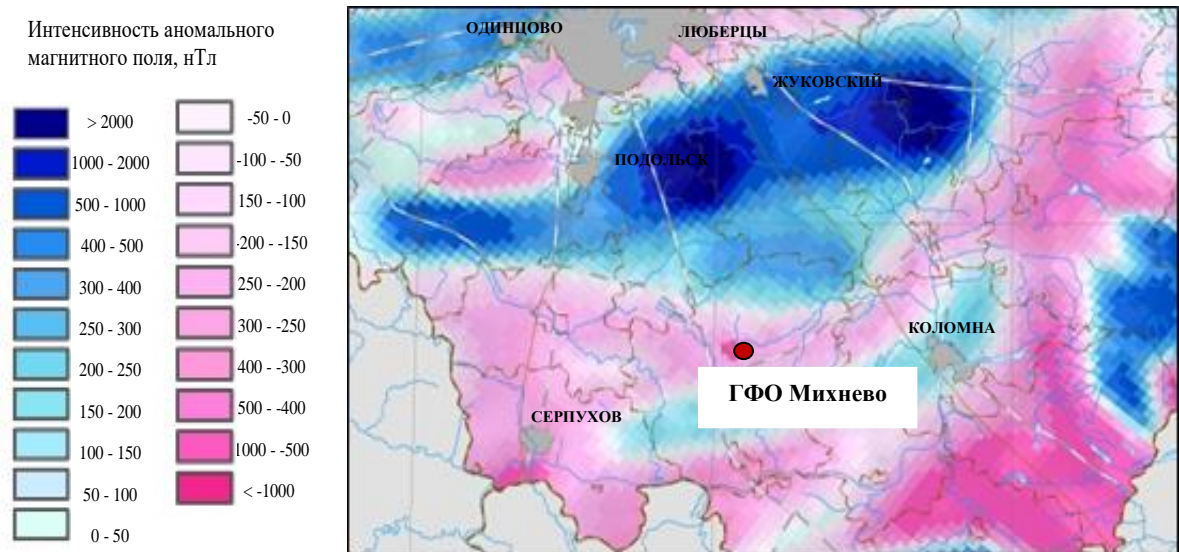 Интенсивность аномального
магнитного поля, нТл
> 2000
1000 - 2000
500 - 1000
400 - 500
300 - 400
250 - 300
200 - 250
150 - 200
100 - 150
50 - 100
0 - 50
-50 - 0
-100 - -50
150 - -100
-200 - -150
250 - -200
300 - -250
400 - -300
500 - -400
1000 - -500
< -1000
ОДИНЦОВО
ЛЮБЕРЦЫ
ЖУКОВСКИЙ
ПОДОЛЬСК
КОЛОМНА
ГФО Михнево
СЕРПУХОВ